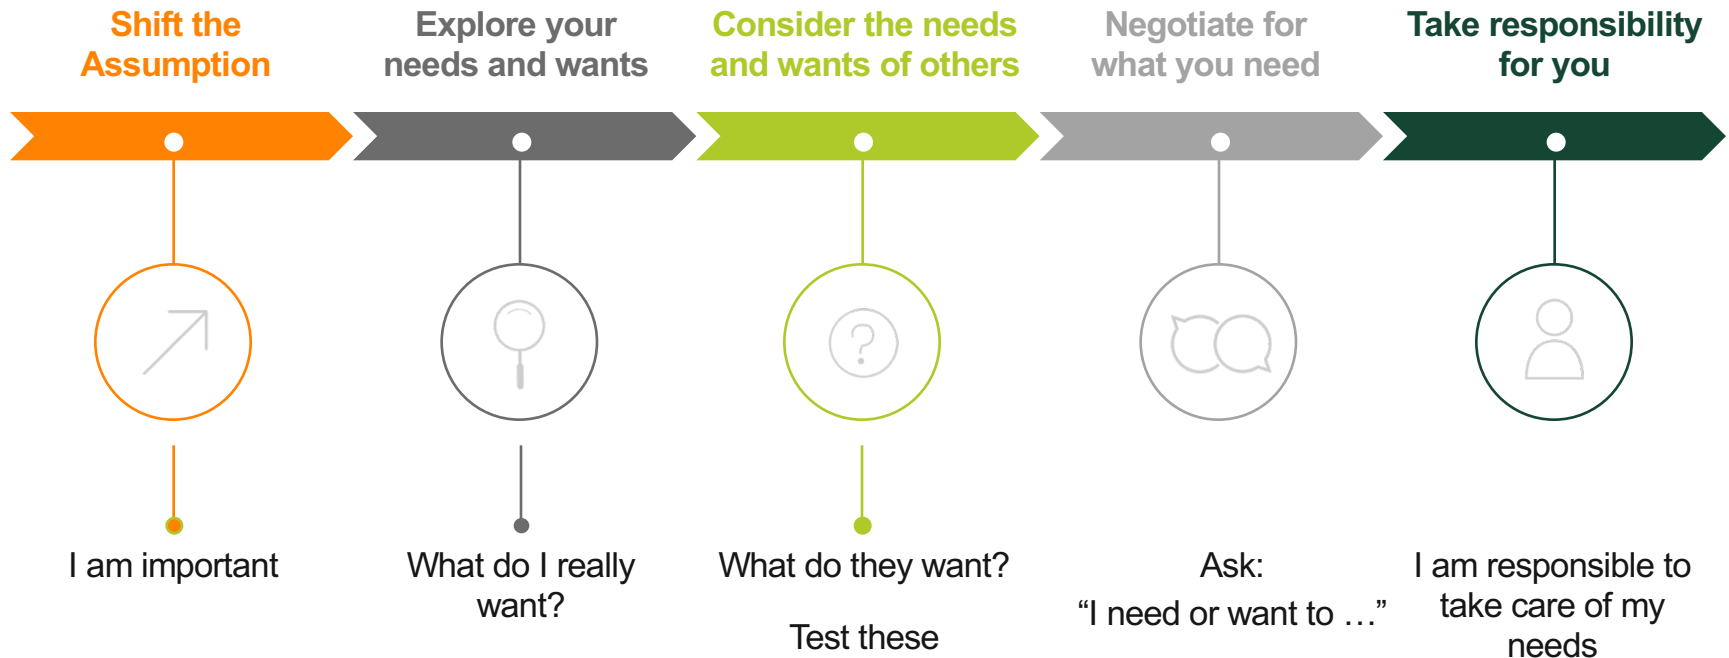 Shift the
Assumption
Explore your
needs and wants
Consider the needs
and wants of others
Negotiate for
what you need
Take responsibility
for you
?
I am important
What do I really
want?
What do they want?
Test these
Ask:
“I need or want to …”
I am responsible to
take care of my
needs